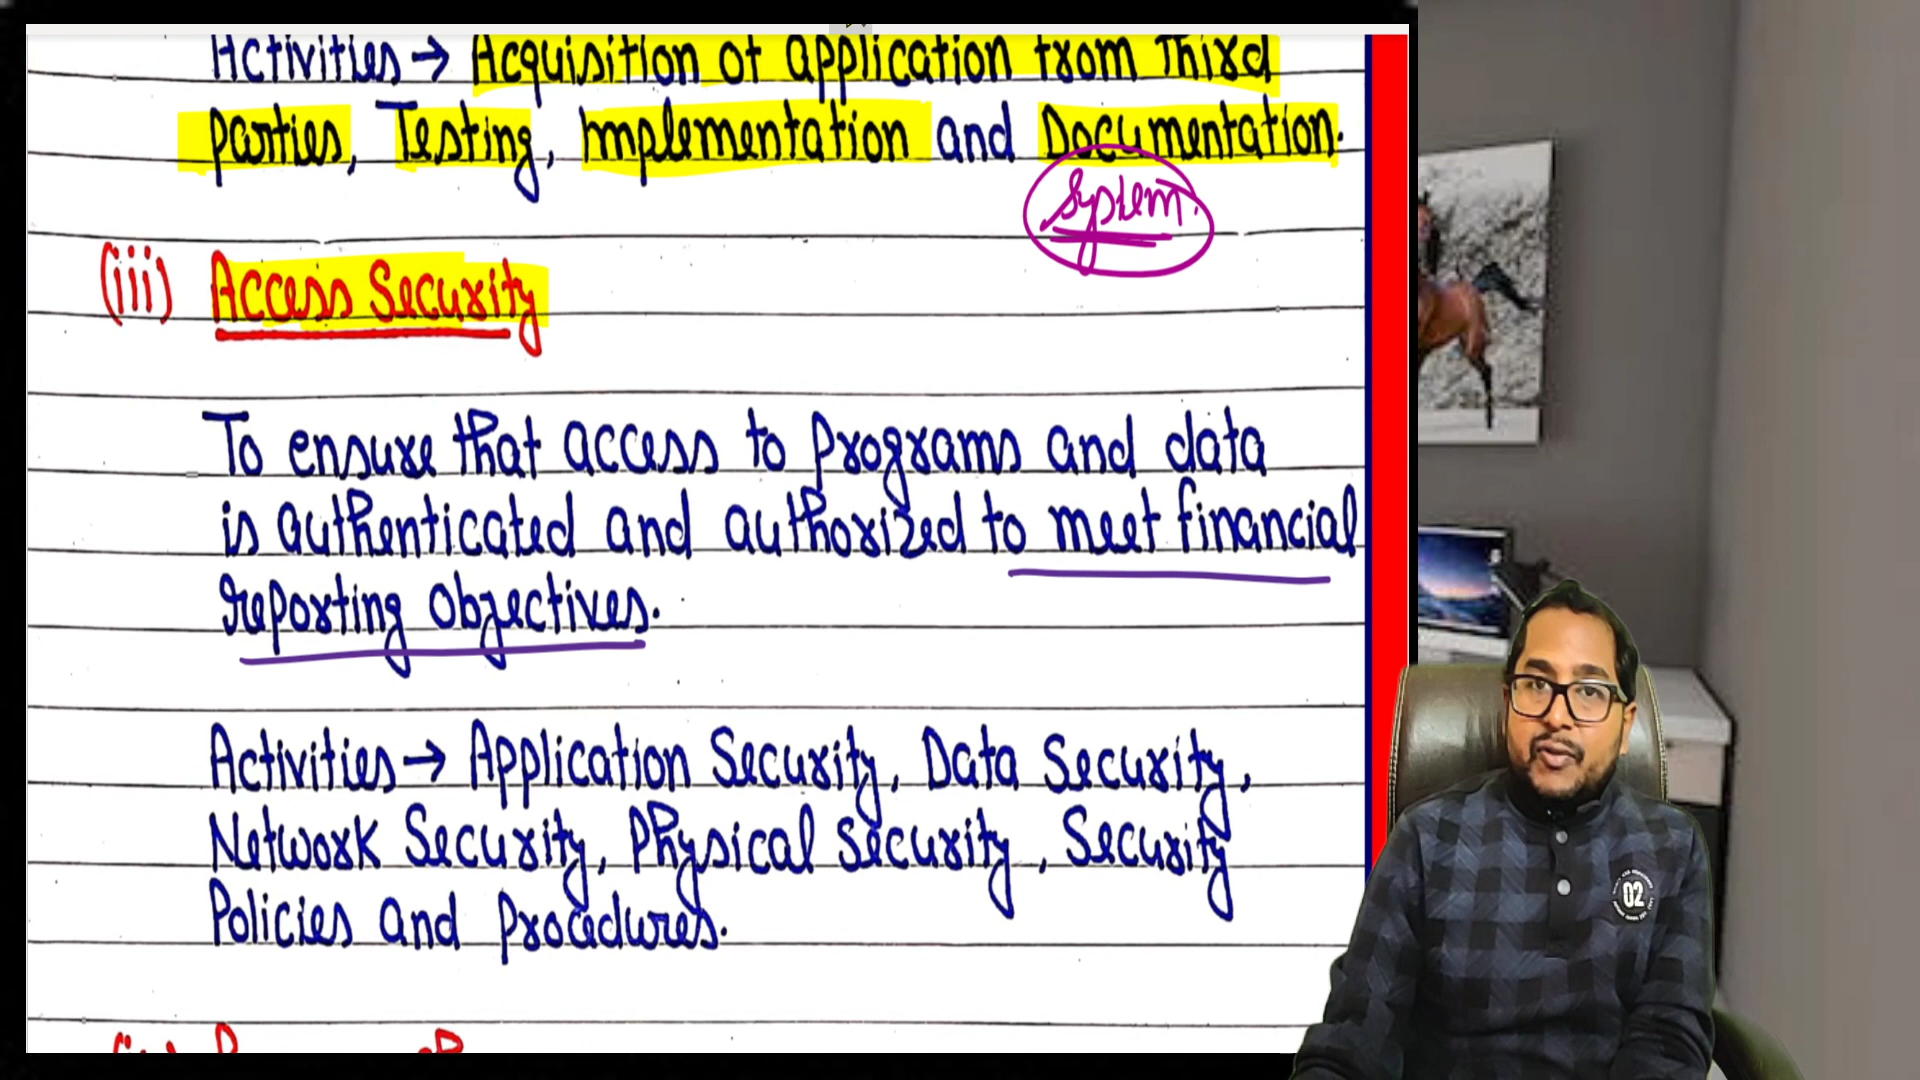 Activities → Acquisition of application from Third
parties, Testing, Implementation and Documentation.
System.
(iii) Access Security
To ensure that access to programs and data
is authenticated and authorized to meet financial
reporting objectives.
Activities → Application Security, Data Security,
Network Security, Physical Security, Security
Policies and procedures.
02